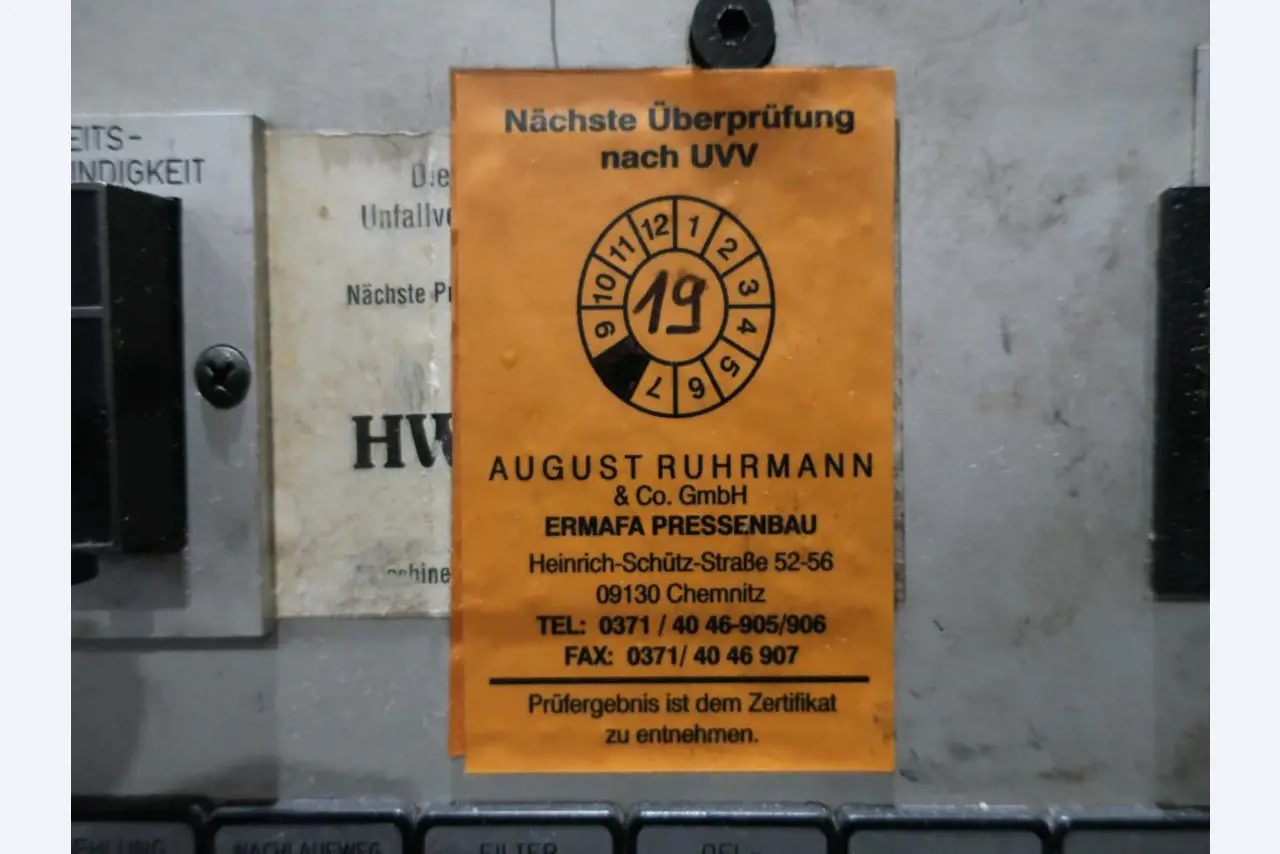 EITS-
INDIGKEIT
Unfallv
Nächste P
HW
Nächste Überprüfung
nach UVV
12 1 2 3 4 5 6 7 9 10 11
19
AUGUST RUHRMANN
& Co. GmbH
ERMAFA PRESSENBAU
Heinrich-Schütz-Straße 52-56
09130 Chemnitz
TEL: 0371 / 40 46-905/906
FAX: 0371/ 40 46 907
Prüfergebnis ist dem Zertifikat
zu entnehmen.
NACHLAUFWEG
FILTER